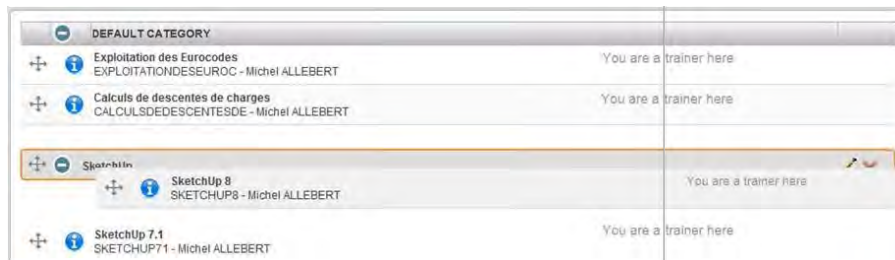 DEFAULT CATEGORY
Exploitation des Eurocodes
You are a trainer here
EXPLOITATIONDESEUROC - Michel ALLEBERT
Calculs de descentes de charges
You are a trainer here
CALCULSDEDESCENTESDE - Michel ALLEBERT
SketchUp
SketchUp 8
You are a trainer here
SKETCHUP8 - Michel ALLEBERT
SketchUp 7.1
You are a trainer here
SKETCHUP71 - Michel ALLEBERT